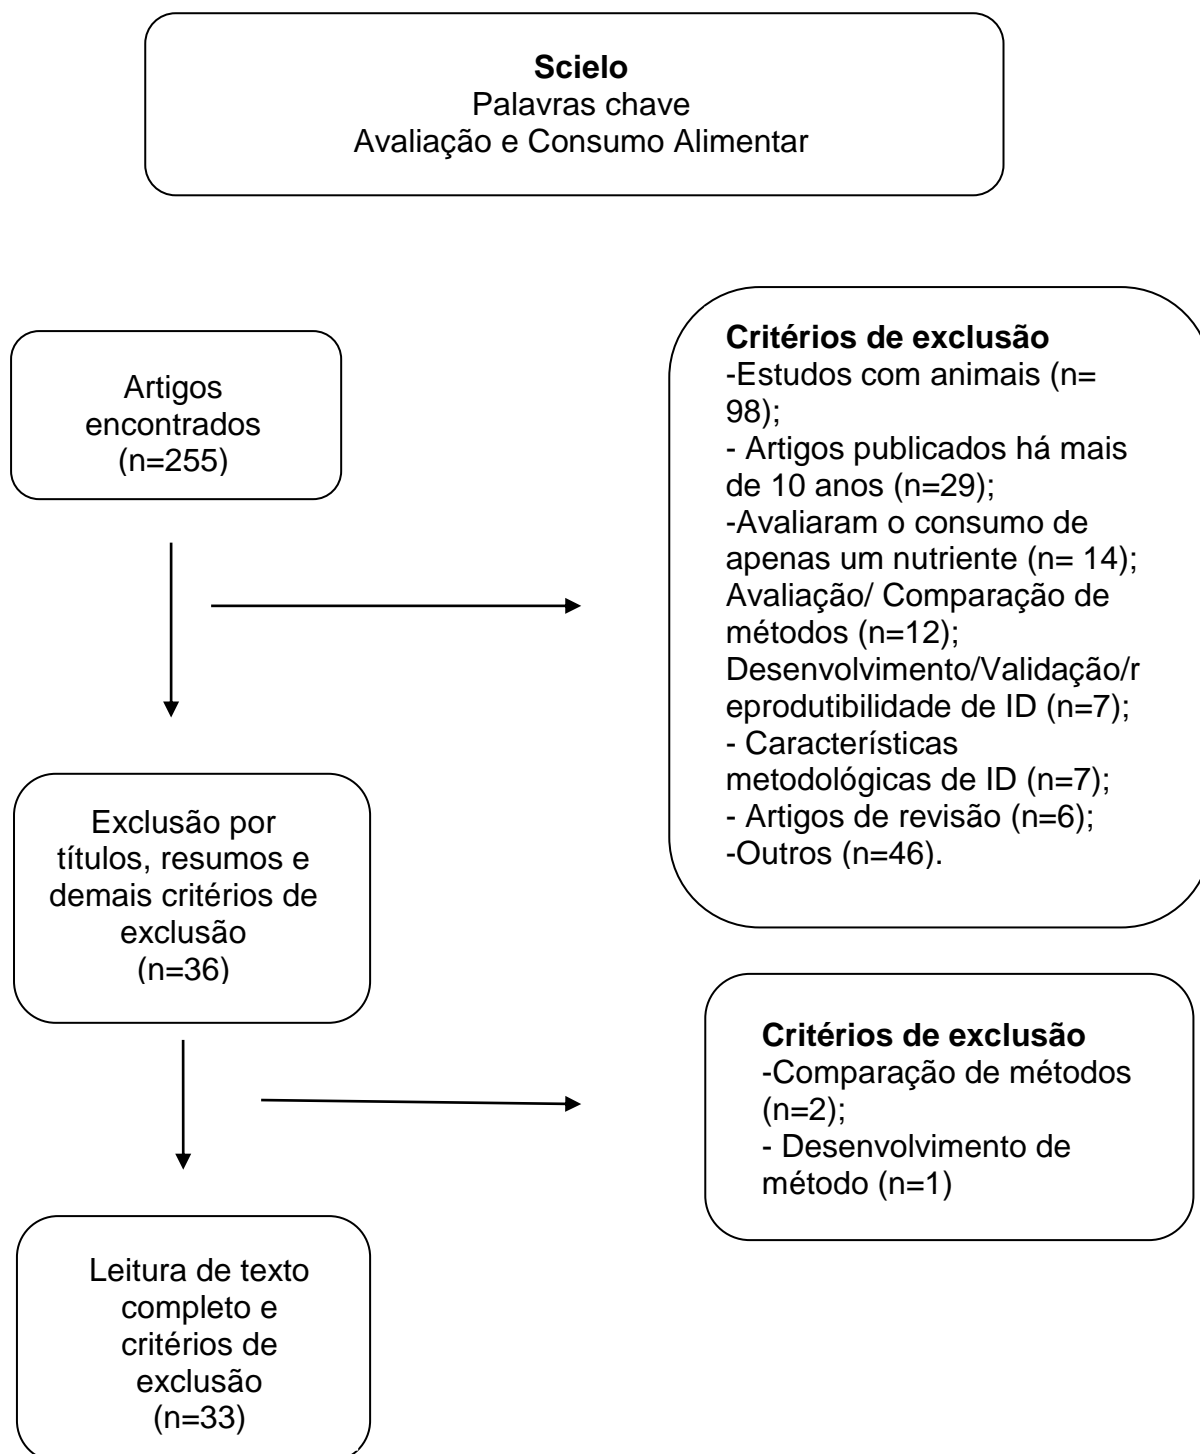 Scielo
Palavras chave
Avaliação e Consumo Alimentar
Artigos
encontrados
(n=255)
Critérios de exclusão
-Estudos com animais (n=
98);
- Artigos publicados há mais
de 10 anos (n=29);
-Avaliaram o consumo de
apenas um nutriente (n= 14);
Avaliação/ Comparação de
métodos (n=12);
Desenvolvimento/Validação/r
eprodutibilidade de ID (n=7);
- Características
metodológicas de ID (n=7);
- Artigos de revisão (n=6);
-Outros (n=46).
Exclusão por
títulos, resumos e
demais critérios de
exclusão
(n=36)
Critérios de exclusão
-Comparação de métodos
(n=2);
- Desenvolvimento de
método (n=1)
Leitura de texto
completo e
critérios de
exclusão
(n=33)